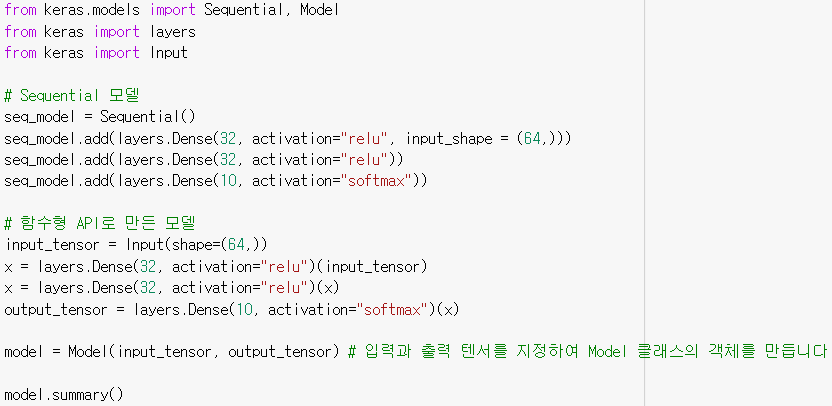 from keras.models import Sequential, Model
from keras import layers
from keras import Input
# Sequential 모델
seq_model = Sequential()
seq_model.add(layers.Dense(32, activation="relu", input_shape = (64,)))
seq_model.add(layers.Dense(32, activation="relu"))
seq_model.add(layers.Dense(10, activation="softmax"))
# 함수형 API로 만든 모델
input_tensor = Input(shape=(64,))
x = layers.Dense(32, activation="relu")(input_tensor)
x = layers.Dense(32, activation="relu")(x)
output_tensor = layers.Dense(10, activation="softmax")(x)
model = Model(input_tensor, output_tensor) # 입력과 출력 텐서를 지정하여 Model 클래스의 객체를 만듭니다
model.summary()